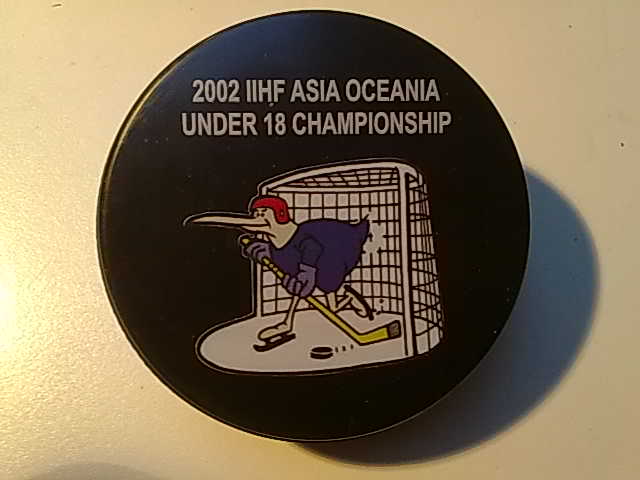 2002 IIHF ASIA OCEANIA
UNDER 18 CHAMPIONSHIP